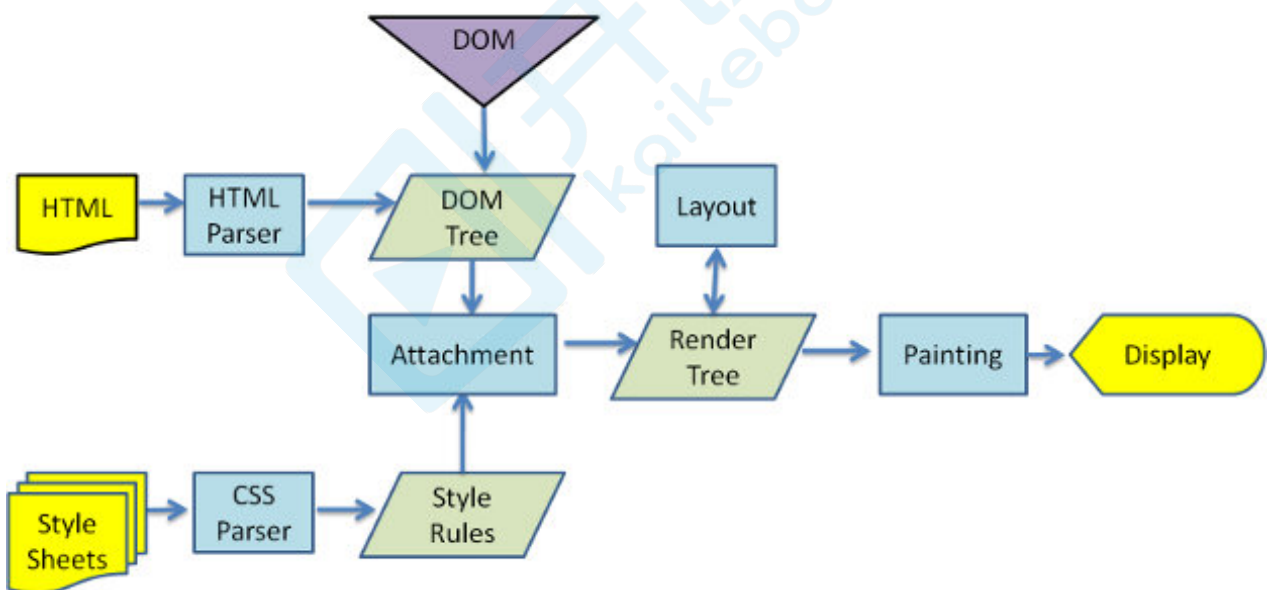 DOM
HTML
HTML
Parser
DOM
Tree
Layout
Attachment
Render
Tree
Painting
Display
Style
Sheets
CSS
Parser
Style
Rules